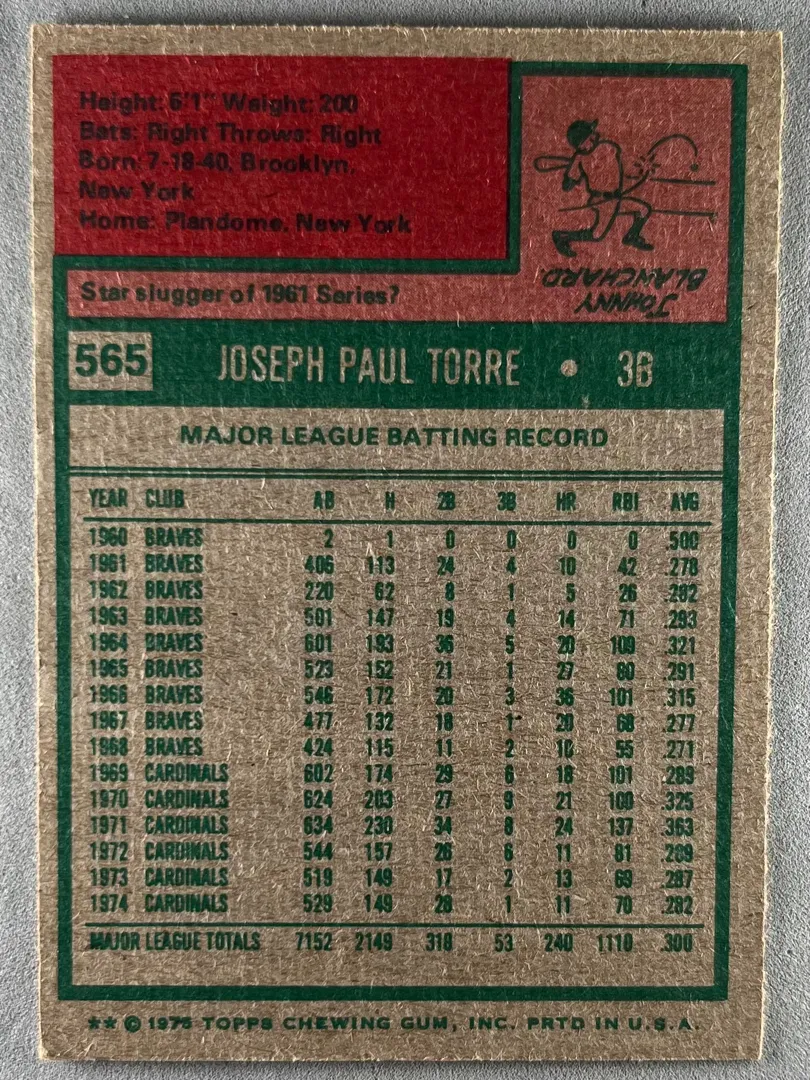 Height: 6'1" Weight: 200
Bats: Right Throws: Right
Born: 7-18-40, Brooklyn,
New York
Home: Plandome, New York
Star slugger of 1961 Series?
JOHNNY
BLANCHARD.
565 JOSEPH PAUL TORRE • 3B
MAJOR LEAGUE BATTING RECORD
YEAR CLUB AB H 2B 3B HR RBI AVG
1960 BRAVES 2 1 0 0 0 0 .500
1961 BRAVES 406 113 24 4 10 42 .278
1962 BRAVES 220 62 8 1 5 26 .282
1963 BRAVES 501 147 19 4 14 71 .293
1964 BRAVES 601 193 36 5 20 109 .321
1965 BRAVES 523 152 21 1 27 80 .291
1966 BRAVES 546 172 20 3 36 101 .315
1967 BRAVES 477 132 18 1 20 68 .277
1968 BRAVES 424 115 11 2 10 55 .271
1969 CARDINALS 602 174 29 6 18 101 .289
1970 CARDINALS 624 203 27 9 21 100 .325
1971 CARDINALS 634 230 34 8 24 137 .363
1972 CARDINALS 544 157 26 6 11 81 .289
1973 CARDINALS 519 149 17 2 13 69 .287
1974 CARDINALS 529 149 28 1 11 70 .282
MAJOR LEAGUE TOTALS 7152 2149 318 53 240 1110 .300
** © 1975 TOPPS CHEWING GUM, INC. PRTD IN U.S.A.